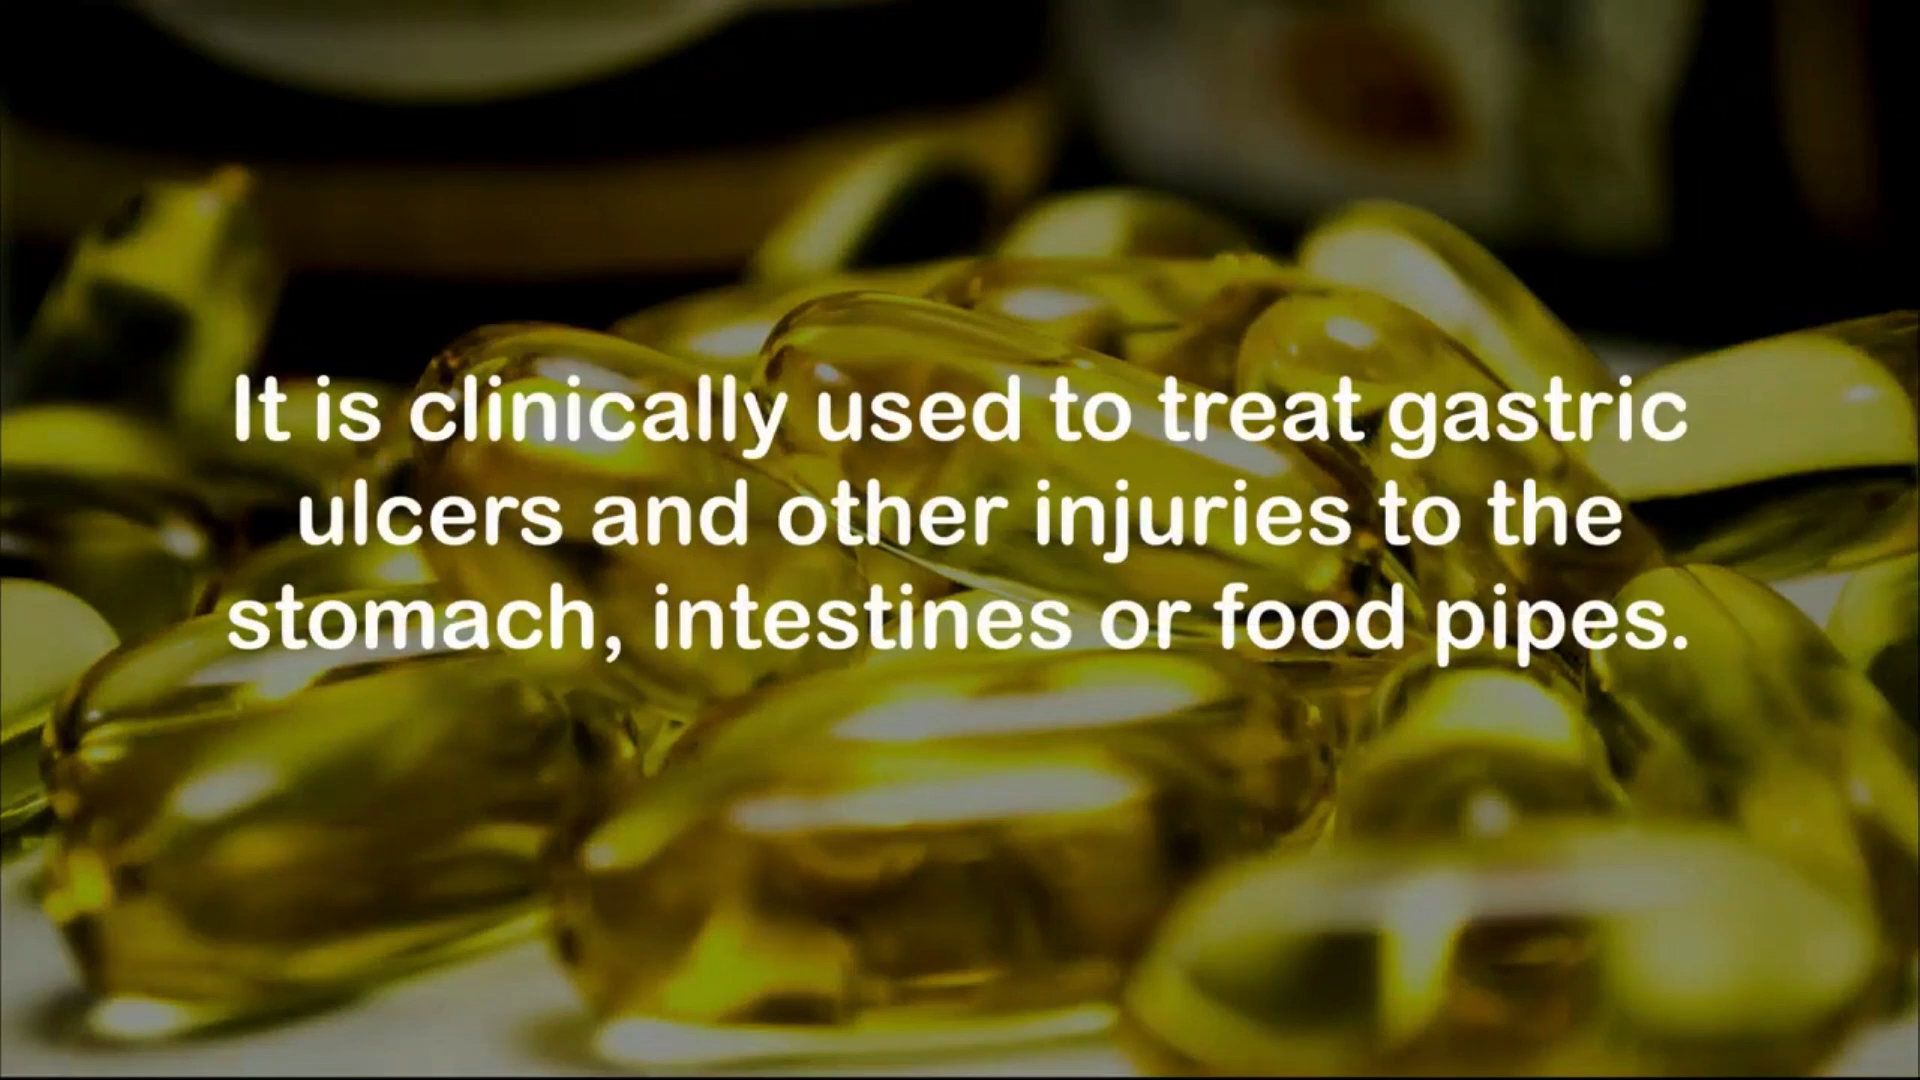 It is clinically used to treat gastric
ulcers and other injuries to the
stomach, intestines or food pipes.